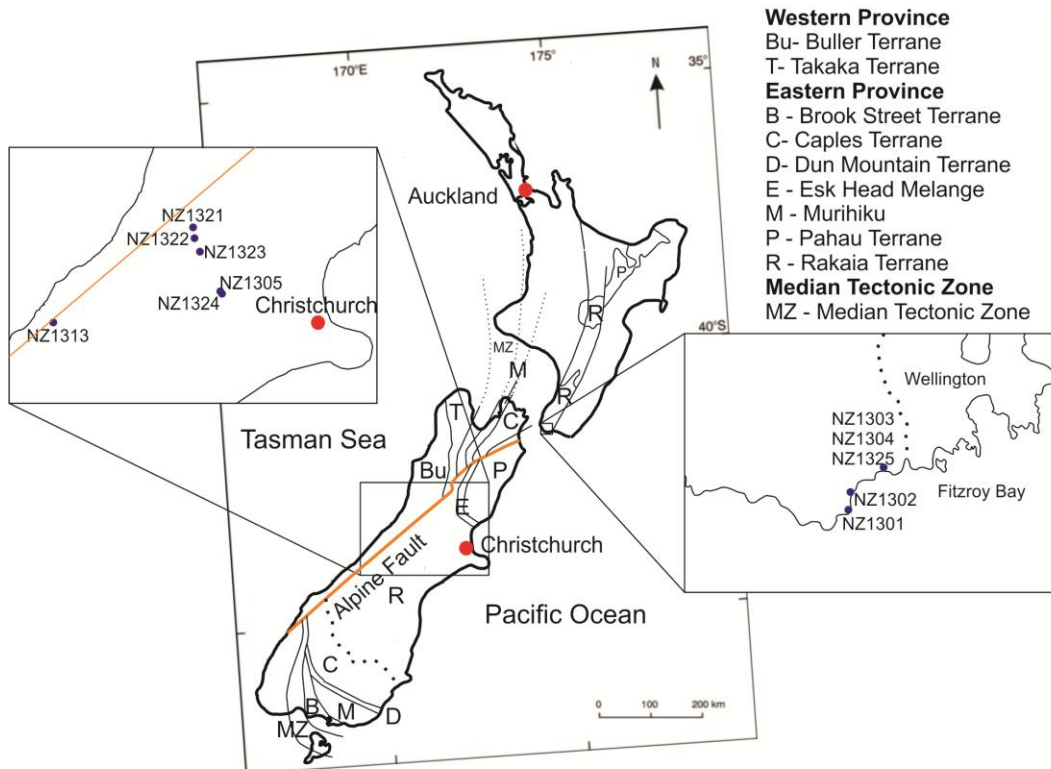 Western Province
Bu- Buller Terrane
T- Takaka Terrane
Eastern Province
B - Brook Street Terrane
C- Caples Terrane
D- Dun Mountain Terrane
E - Esk Head Melange
M - Murihiku
P - Pahau Terrane
R - Rakaia Terrane
Median Tectonic Zone
MZ - Median Tectonic Zone
170°E
175°
35°
N
Auckland
P
R
40°S
MZ
M
R
T
C
Tasman Sea
Bu
P
E
Christchurch
Alpine Fault
R
Pacific Ocean
C
B
M
D
MZ
0 100 200 km
NZ1321
NZ1322
NZ1323
NZ1305
NZ1324
Christchurch
NZ1313
Wellington
NZ1303
NZ1304
NZ1325
Fitzroy Bay
NZ1302
NZ1301